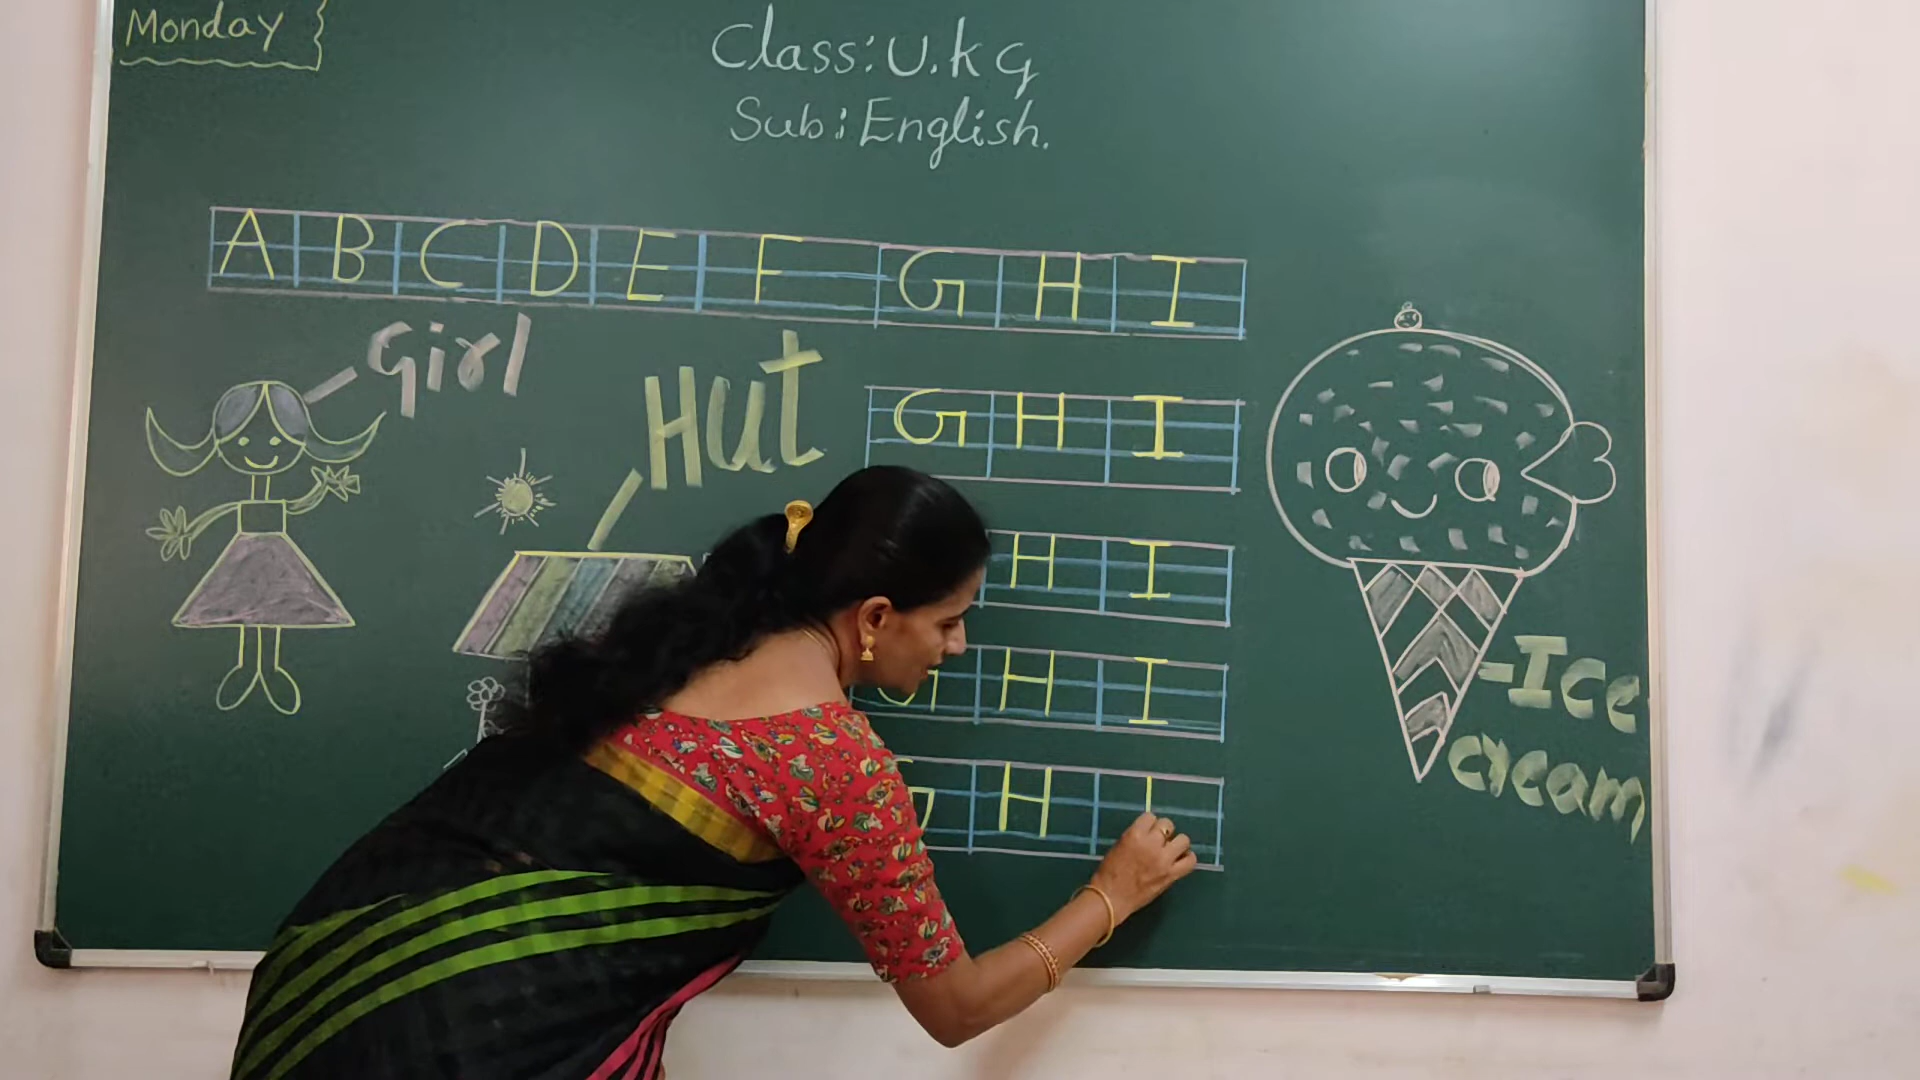 Monday
Class: U.K G
Sub: English.
A B C D E F G H I
Girl
Hut
G H I
H I
G H I
G H I
-Ice
cream